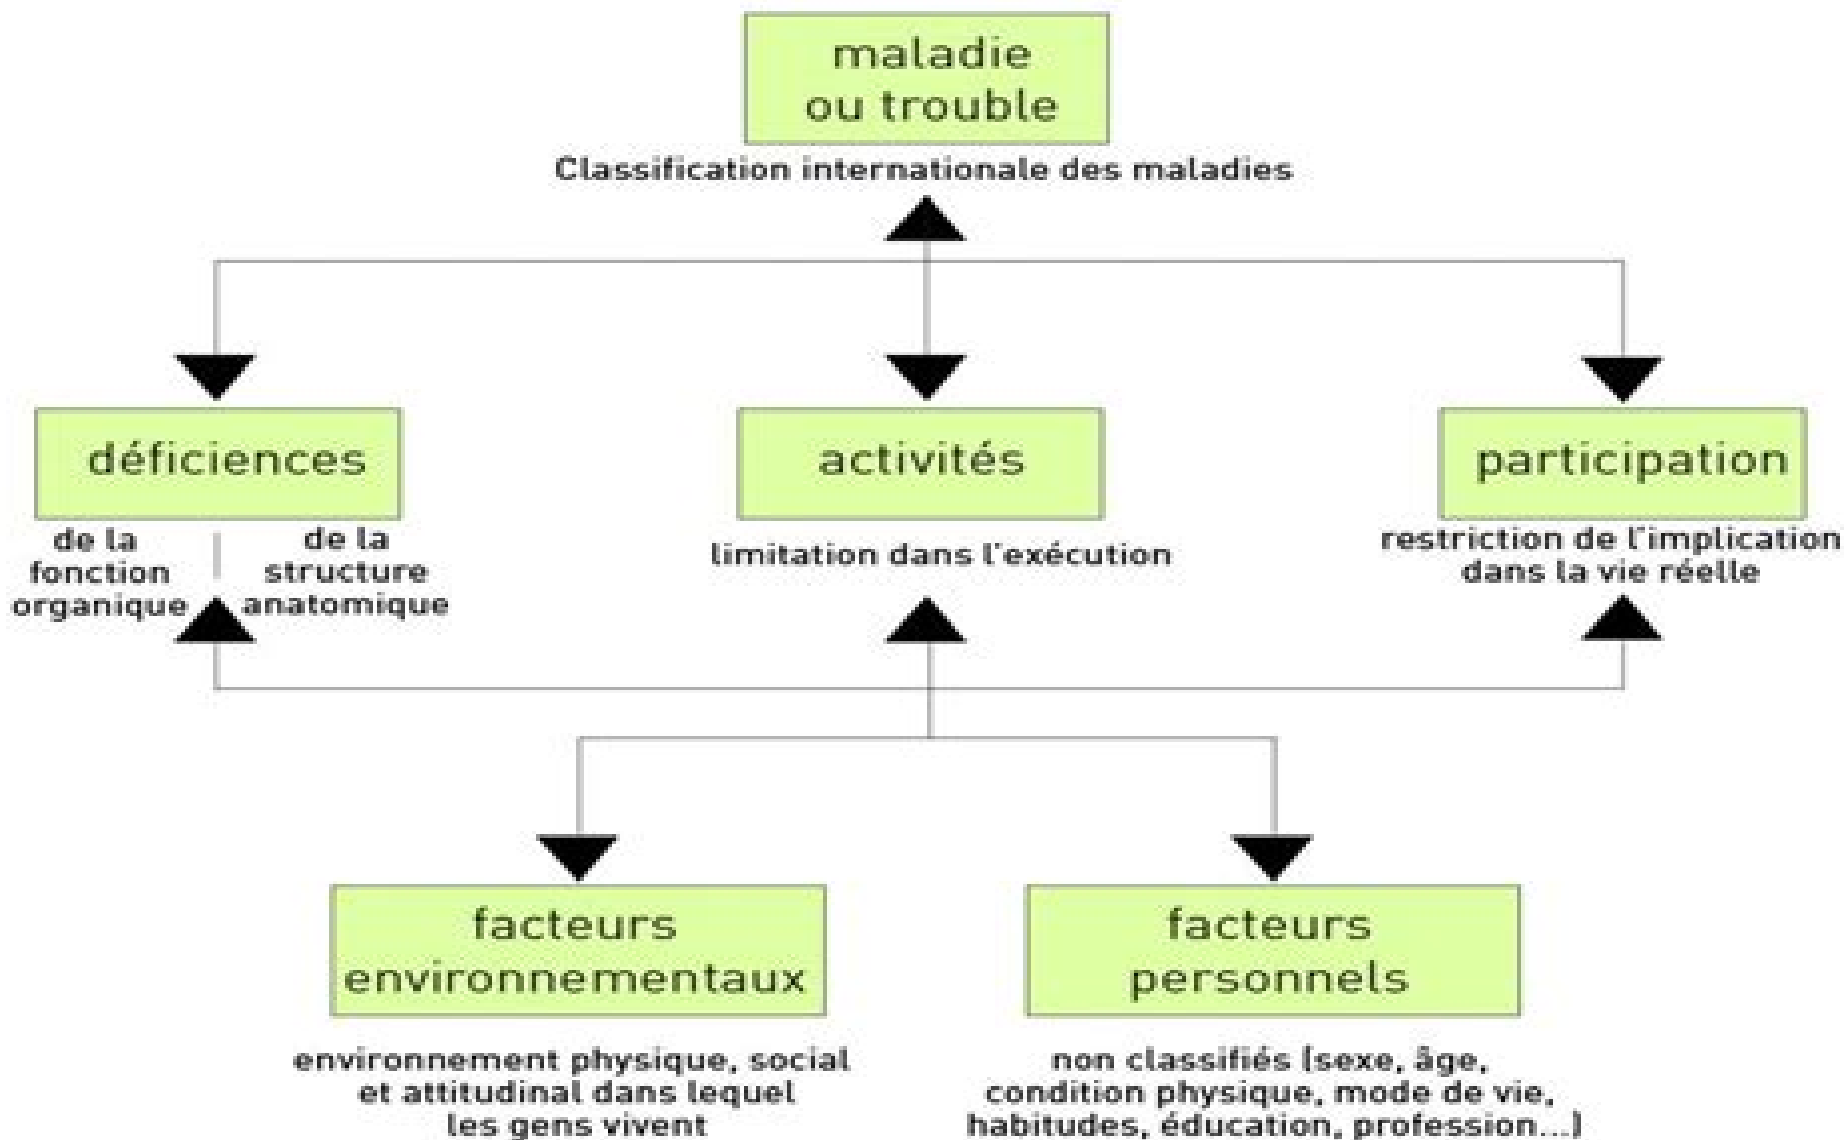 maladie
ou trouble
Classification internationale des maladies
déficiences
de la
fonction
organique
de la
structure
anatomique
activités
limitation dans l'exécution
participation
restriction de l'implication
dans la vie réelle
facteurs
environnementaux
environnement physique, social
et attitudinal dans lequel
les gens vivent
facteurs
personnels
non classifiés (sexe, âge,
condition physique, mode de vie,
habitudes, éducation, profession...)